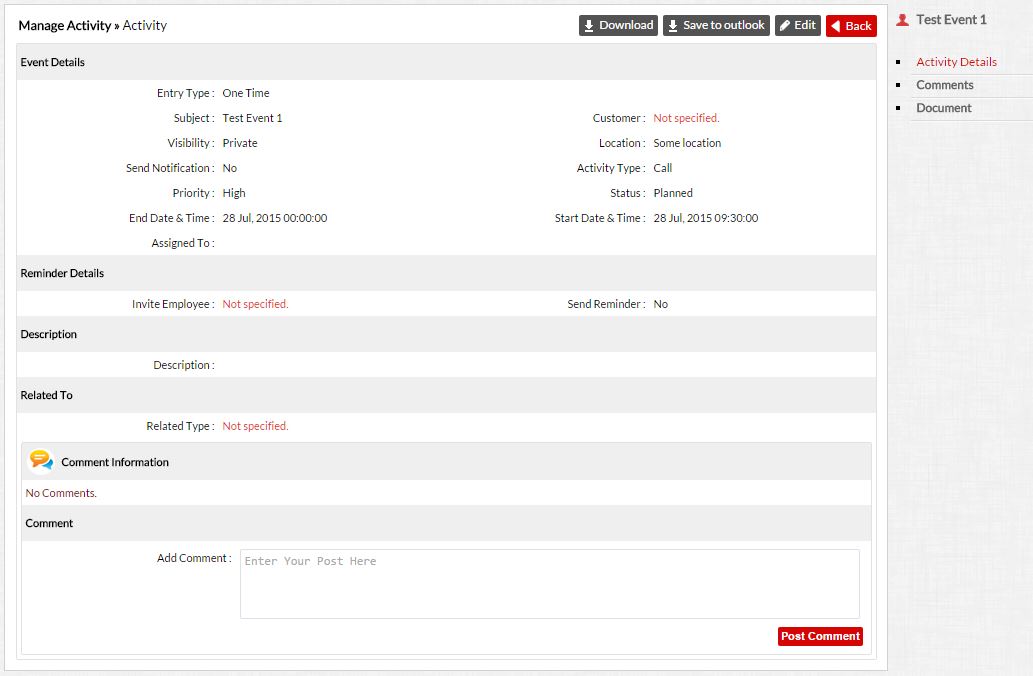 Manage Activity » Activity
Download Save to outlook Edit Back
Event Details
Entry Type : One Time
Subject : Test Event 1 Customer : Not specified.
Visibility : Private Location : Some location
Send Notification : No Activity Type : Call
Priority : High Status : Planned
End Date & Time : 28 Jul, 2015 00:00:00 Start Date & Time : 28 Jul, 2015 09:30:00
Assigned To :
Reminder Details
Invite Employee : Not specified. Send Reminder : No
Description
Description :
Related To
Related Type : Not specified.
Comment Information
No Comments.
Comment
Add Comment : Enter Your Post Here
Post Comment
Test Event 1
Activity Details
Comments
Document